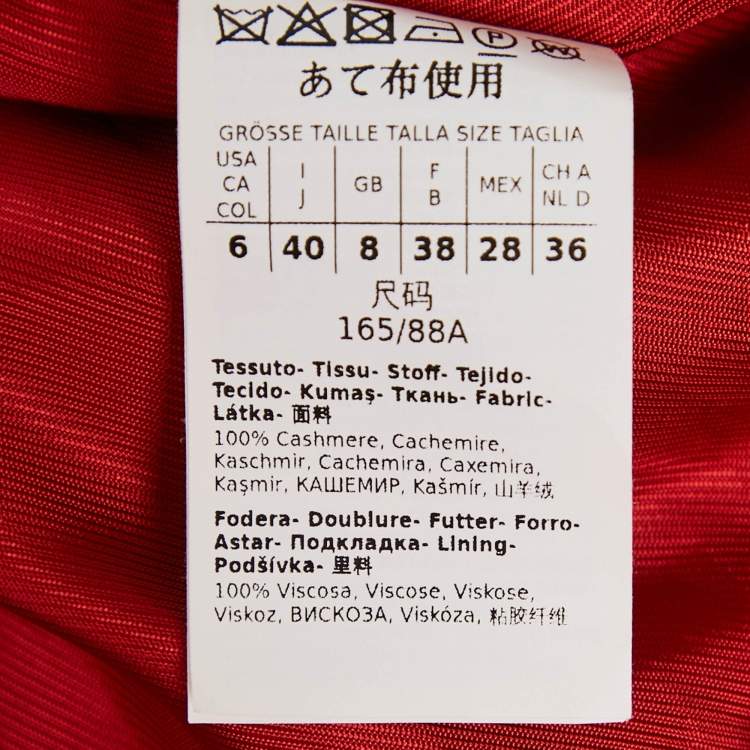 P
あて布使用
GRÖSSE TAILLE TALLA SIZE TAGLIA
USA CA COL
I J
GB
F B
MEX
CH A NL D
6 40 8 38 28 36
尺码
165/88A
Tessuto- Tissu- Stoff- Tejido-
Tecido- Kumaş- Ткань- Fabric-
Látka- 面料
100% Cashmere, Cachemire,
Kaschmir, Cachemira, Caxemira,
Kaşmir, КАШЕМИР, Kašmír, 山羊绒
Fodera- Doublure- Futter- Forro-
Astar- Подкладка- Lining-
Podšívka- 里料
100% Viscosa, Viscose, Viskose,
Viskoz, ВИСКОЗА, Viskóza, 粘胶纤维